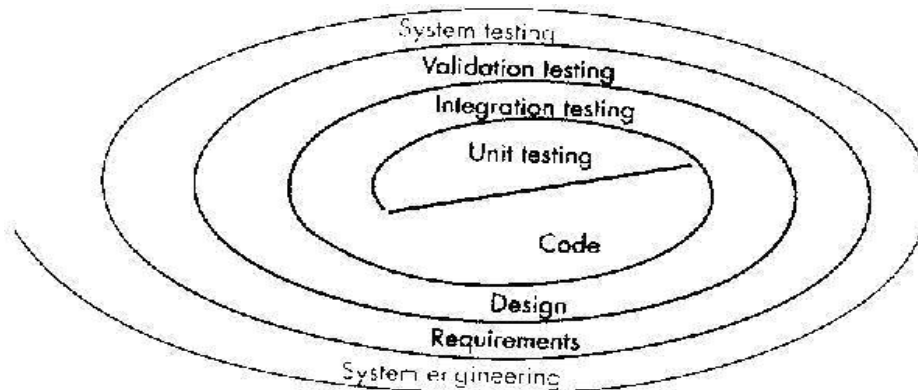 System testing
Validation testing
Integration testing
Unit testing
Code
Design
Requirements
System engineering